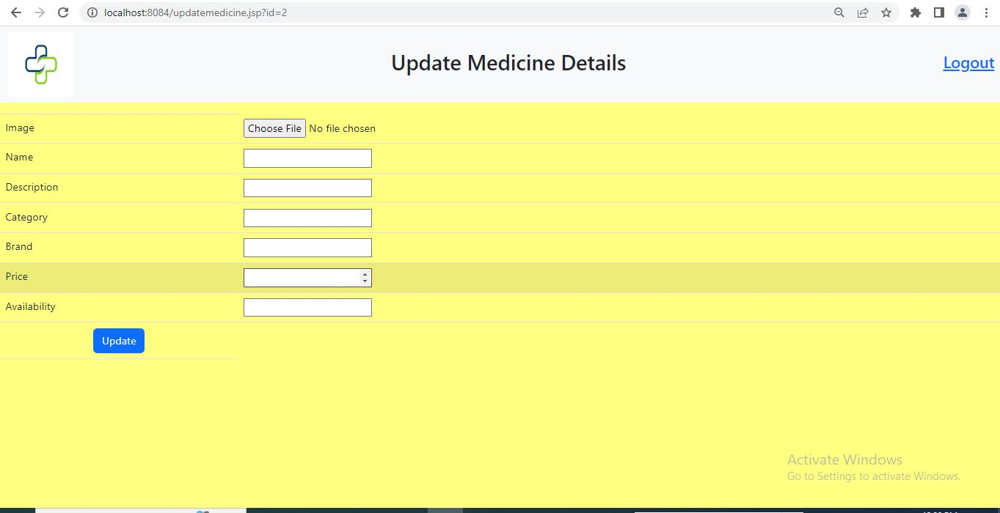 localhost:8084/updatemedicine.jsp?id=2
Update Medicine Details
Logout
Image
Choose File No file chosen
Name
Description
Category
Brand
Price
Availability
Update
Activate Windows
Go to Settings to activate Windows.